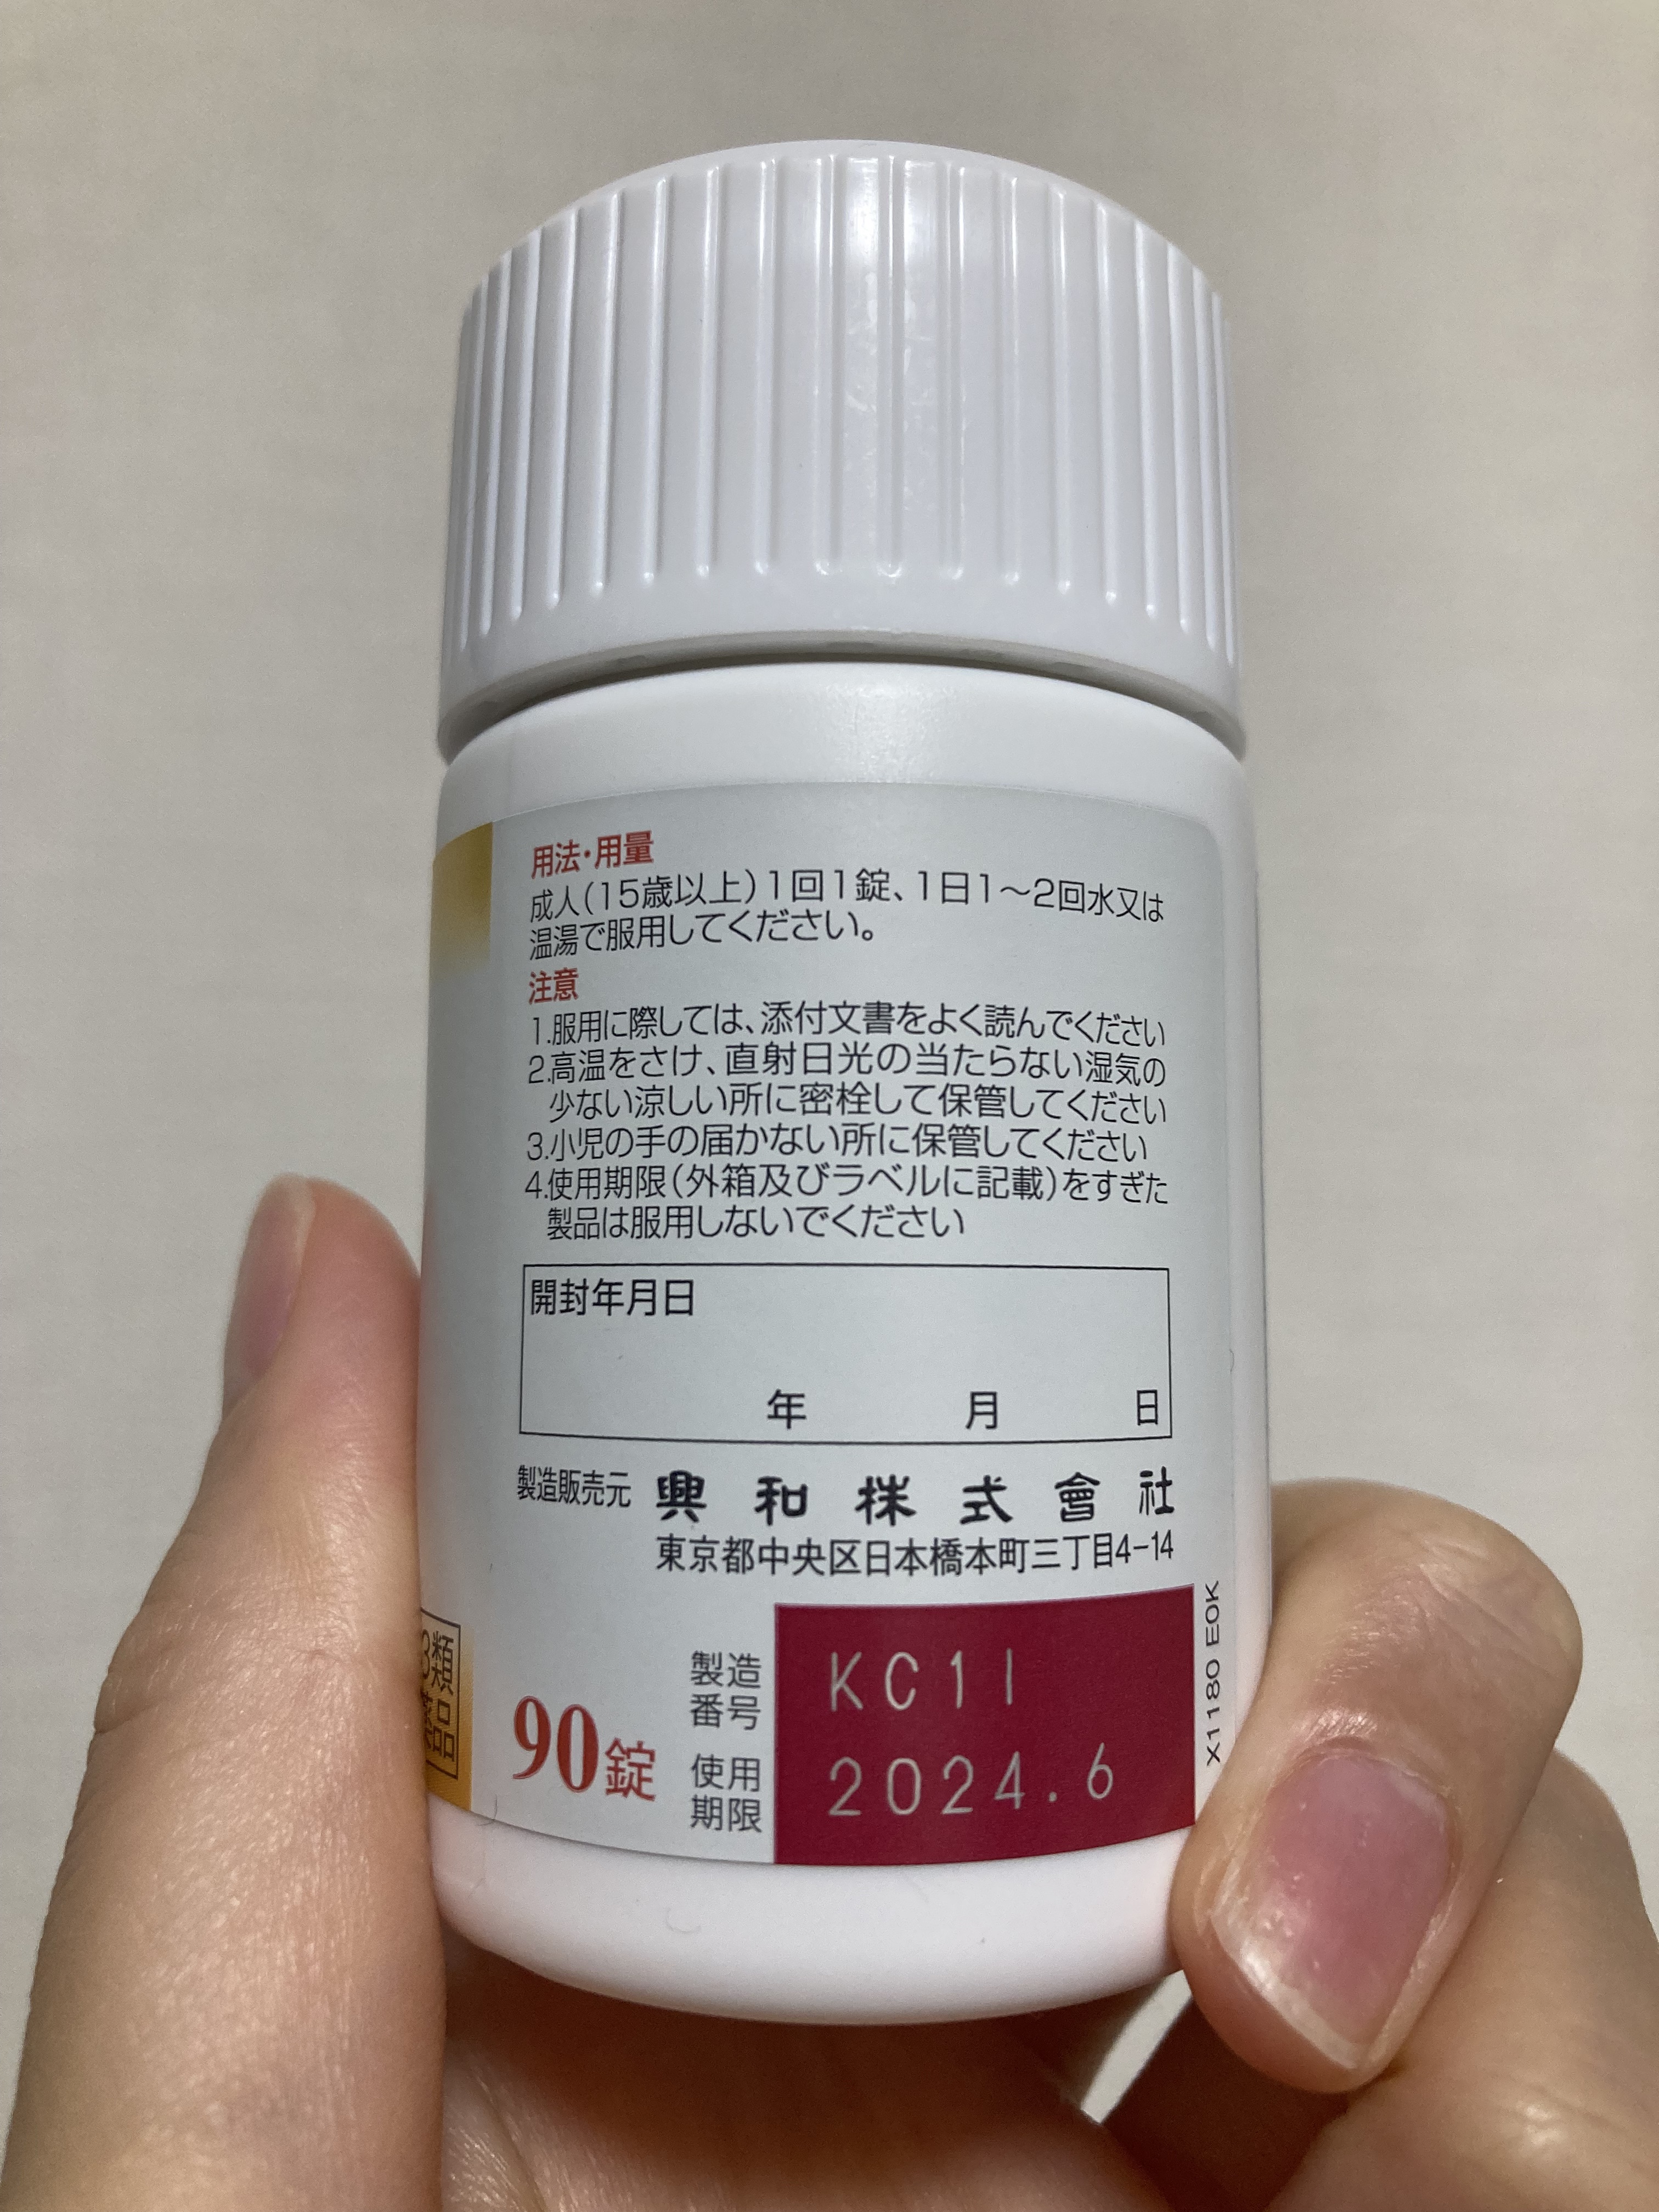 用法・用量
成人(15歳以上)1回1錠、1日1〜2回水又は
温湯で服用してください。
注意
1.服用に際しては、添付文書をよく読んでください
2.高温をさけ、直射日光の当たらない湿気の
少ない涼しい所に密栓して保管してください
3.小児の手の届かない所に保管してください
4.使用期限(外箱及びラベルに記載)をすぎた
製品は服用しないでください
開封年月日
年 月 日
製造販売元 興和株式會社
東京都中央区日本橋本町三丁目4-14
X1180 EOK
3類
薬品
90錠
製造
番号
KC11
使用
期限
2024.6